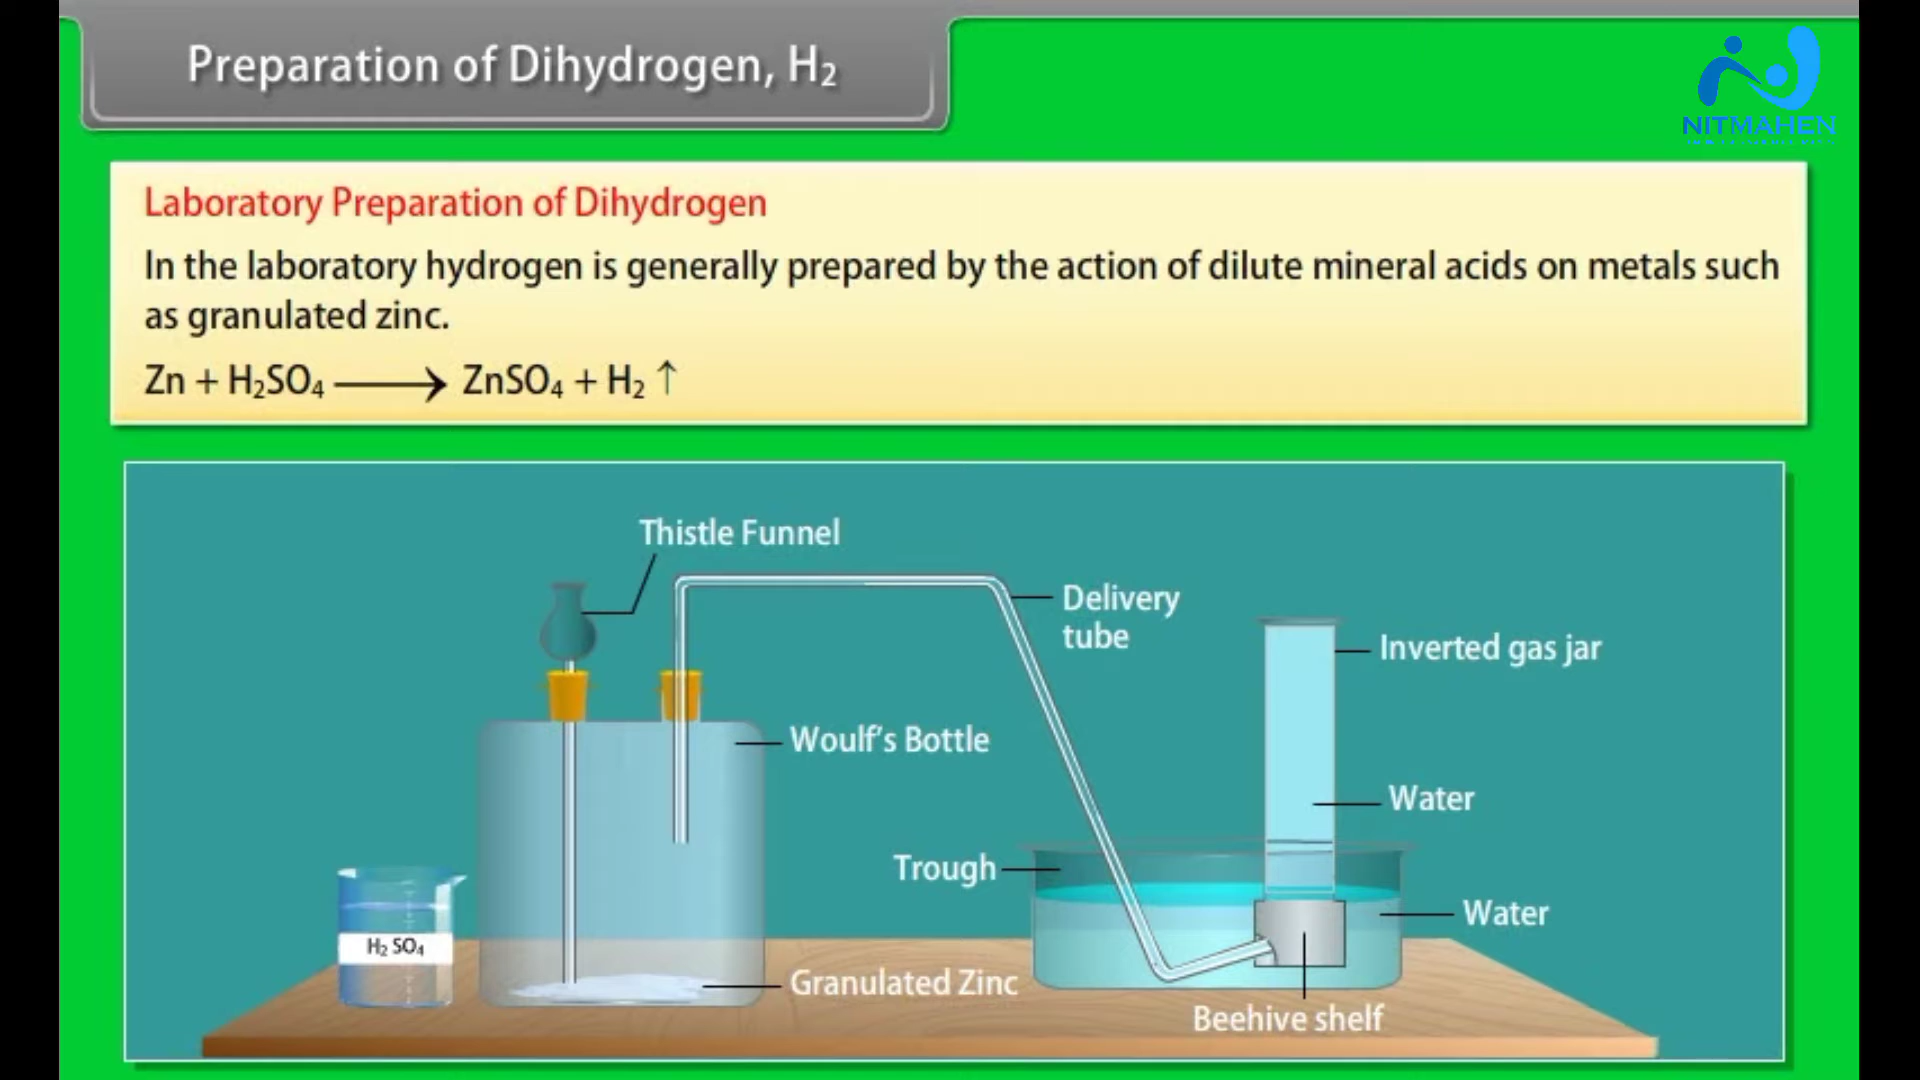 Preparation of Dihydrogen, H₂
NITMAHEN
Laboratory Preparation of Dihydrogen
In the laboratory hydrogen is generally prepared by the action of dilute mineral acids on metals such
as granulated zinc.
Zn + H₂SO₄ ⟶ ZnSO₄ + H₂ ↑
Thistle Funnel
Delivery
tube
Inverted gas jar
Woulf's Bottle
Water
Trough
Water
H₂ SO₄
Granulated Zinc
Beehive shelf